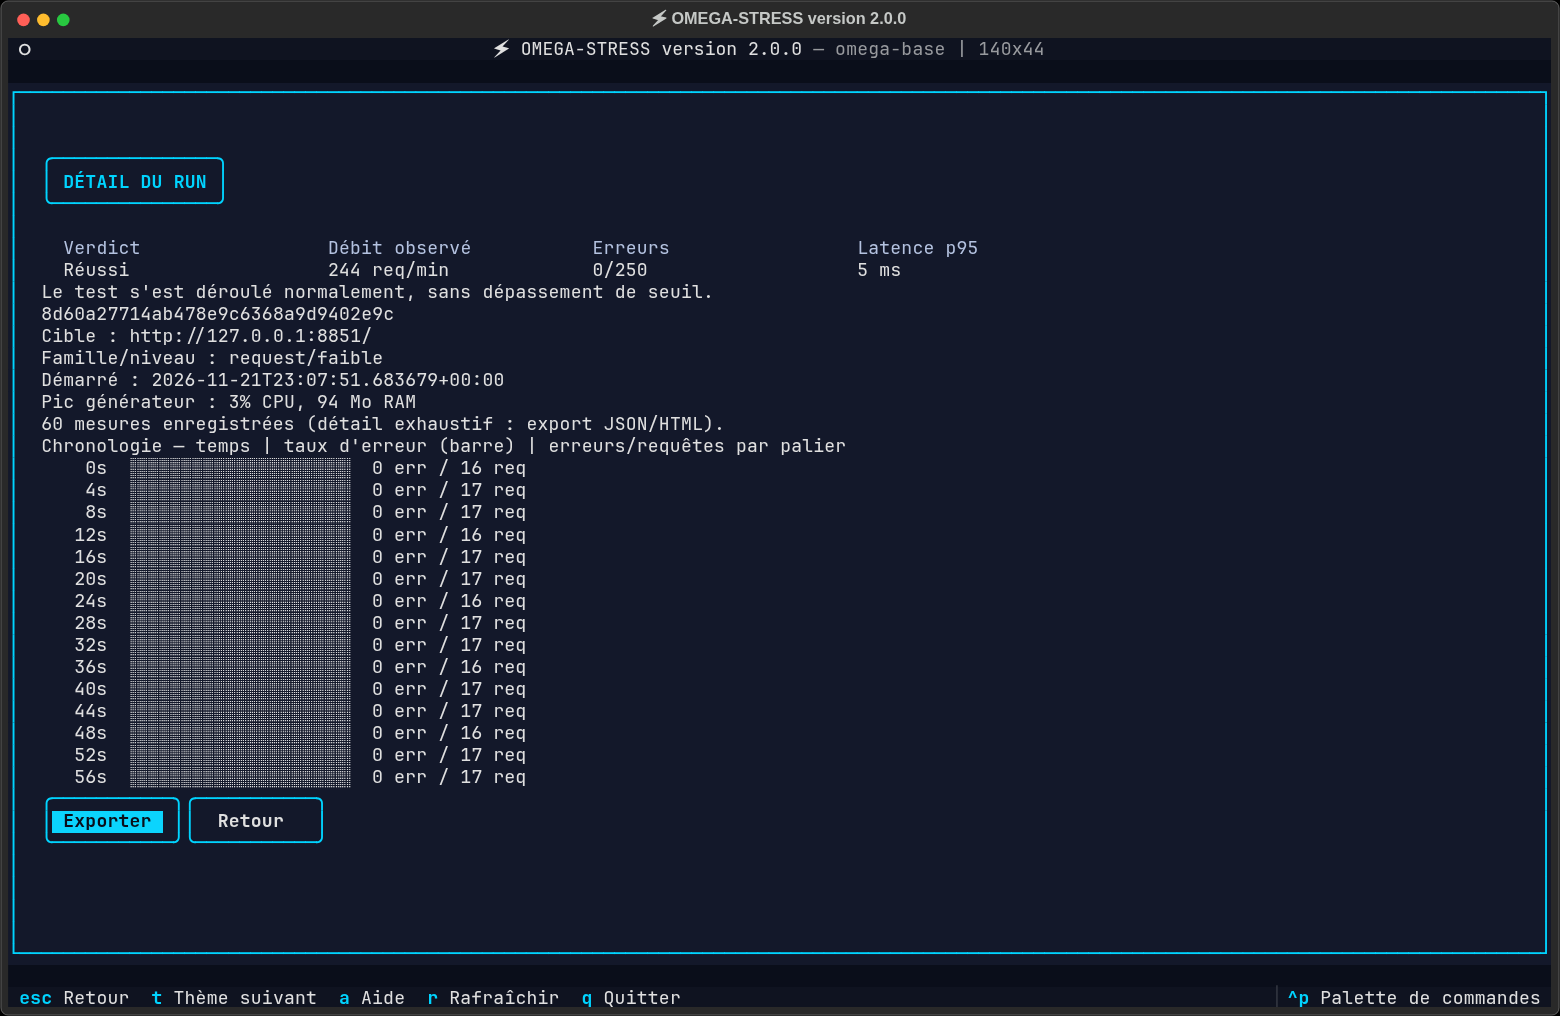 ⚡ OMEGA-STRESS version 2.0.0
⚡ OMEGA-STRESS version 2.0.0 — omega-base | 140x44
DÉTAIL DU RUN
Verdict Débit observé Erreurs Latence p95
Réussi 244 req/min 0/250 5 ms
Le test s'est déroulé normalement, sans dépassement de seuil.
8d60a27714ab478e9c6368a9d9402e9c
Cible : http://127.0.0.1:8851/
Famille/niveau : request/faible
Démarré : 2026-11-21T23:07:51.683679+00:00
Pic générateur : 3% CPU, 94 Mo RAM
60 mesures enregistrées (détail exhaustif : export JSON/HTML).
Chronologie — temps | taux d'erreur (barre) | erreurs/requêtes par palier
0s 0 err / 16 req
4s 0 err / 17 req
8s 0 err / 17 req
12s 0 err / 16 req
16s 0 err / 17 req
20s 0 err / 17 req
24s 0 err / 16 req
28s 0 err / 17 req
32s 0 err / 17 req
36s 0 err / 16 req
40s 0 err / 17 req
44s 0 err / 17 req
48s 0 err / 16 req
52s 0 err / 17 req
56s 0 err / 17 req
Exporter Retour
esc Retour t Thème suivant a Aide r Rafraîchir q Quitter ^p Palette de commandes